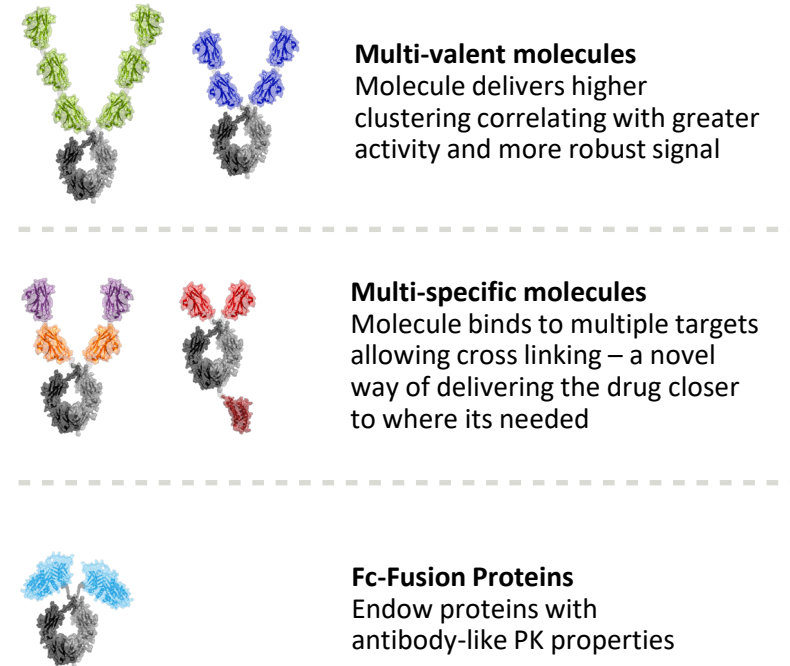 Multi-valent molecules
Molecule delivers higher
clustering correlating with greater
activity and more robust signal
Multi-specific molecules
Molecule binds to multiple targets
allowing cross linking – a novel
way of delivering the drug closer
to where its needed
Fc-Fusion Proteins
Endow proteins with
antibody-like PK properties